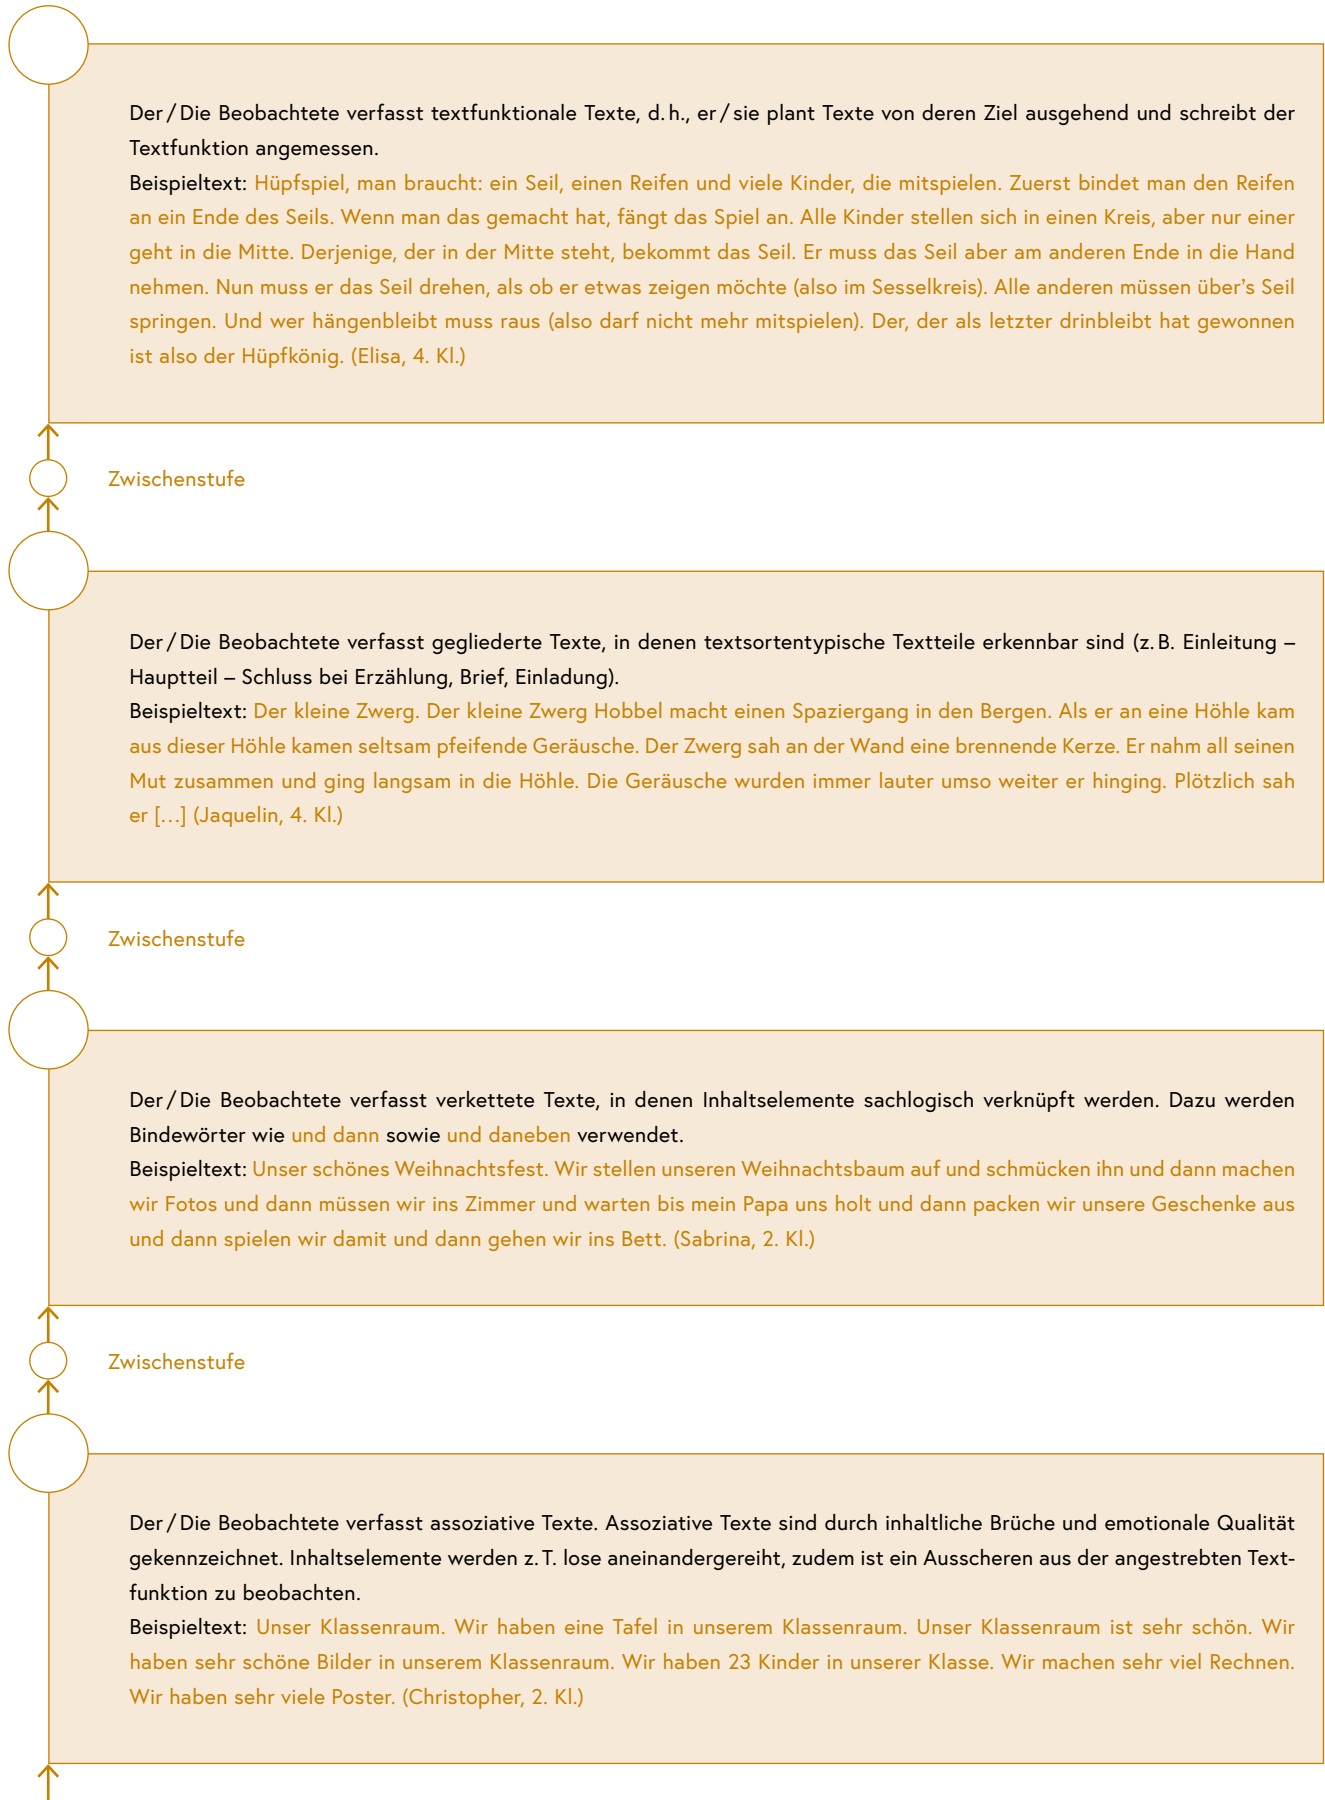 Der / Die Beobachtete verfasst textfunktionale Texte, d. h., er / sie plant Texte von deren Ziel ausgehend und schreibt der
Textfunktion angemessen.
Beispieltext: Hüpfspiel, man braucht: ein Seil, einen Reifen und viele Kinder, die mitspielen. Zuerst bindet man den Reifen
an ein Ende des Seils. Wenn man das gemacht hat, fängt das Spiel an. Alle Kinder stellen sich in einen Kreis, aber nur einer
geht in die Mitte. Derjenige, der in der Mitte steht, bekommt das Seil. Er muss das Seil aber am anderen Ende in die Hand
nehmen. Nun muss er das Seil drehen, als ob er etwas zeigen möchte (also im Sesselkreis). Alle anderen müssen über's Seil
springen. Und wer hängenbleibt muss raus (also darf nicht mehr mitspielen). Der, der als letzter drinbleibt hat gewonnen
ist also der Hüpfkönig. (Elisa, 4. Kl.)
Zwischenstufe
Der / Die Beobachtete verfasst gegliederte Texte, in denen textsortentypische Textteile erkennbar sind (z. B. Einleitung –
Hauptteil – Schluss bei Erzählung, Brief, Einladung).
Beispieltext: Der kleine Zwerg. Der kleine Zwerg Hobbel macht einen Spaziergang in den Bergen. Als er an eine Höhle kam
aus dieser Höhle kamen seltsam pfeifende Geräusche. Der Zwerg sah an der Wand eine brennende Kerze. Er nahm all seinen
Mut zusammen und ging langsam in die Höhle. Die Geräusche wurden immer lauter umso weiter er hinging. Plötzlich sah
er […] (Jaquelin, 4. Kl.)
Zwischenstufe
Der / Die Beobachtete verfasst verkettete Texte, in denen Inhaltselemente sachlogisch verknüpft werden. Dazu werden
Bindewörter wie und dann sowie und daneben verwendet.
Beispieltext: Unser schönes Weihnachtsfest. Wir stellen unseren Weihnachtsbaum auf und schmücken ihn und dann machen
wir Fotos und dann müssen wir ins Zimmer und warten bis mein Papa uns holt und dann packen wir unsere Geschenke aus
und dann spielen wir damit und dann gehen wir ins Bett. (Sabrina, 2. Kl.)
Zwischenstufe
Der / Die Beobachtete verfasst assoziative Texte. Assoziative Texte sind durch inhaltliche Brüche und emotionale Qualität
gekennzeichnet. Inhaltselemente werden z. T. lose aneinandergereiht, zudem ist ein Ausscheren aus der angestrebten Text-
funktion zu beobachten.
Beispieltext: Unser Klassenraum. Wir haben eine Tafel in unserem Klassenraum. Unser Klassenraum ist sehr schön. Wir
haben sehr schöne Bilder in unserem Klassenraum. Wir haben 23 Kinder in unserer Klasse. Wir machen sehr viel Rechnen.
Wir haben sehr viele Poster. (Christopher, 2. Kl.)